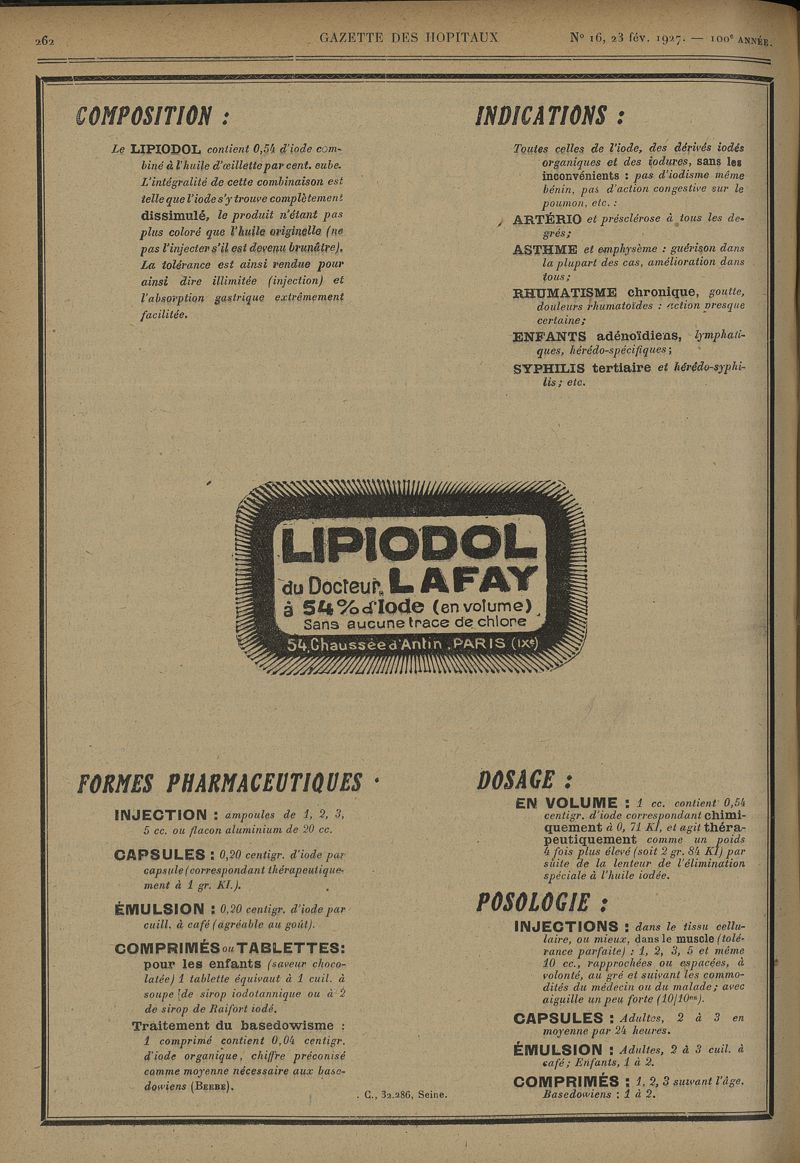 262
GAZETTE DES HOPITAUX
N° 16, 23 fév. 1927. — 100e ANNÉE.
COMPOSITION :
Le LIPIODOL contient 0,54 d'iode com-
biné à l'huile d'œillette par cent. cube.
L'intégralité de cette combinaison est
telle que l'iode s'y trouve complètement
dissimulé, le produit n'étant pas
plus coloré que l'huile originelle (ne
pas l'injecter s'il est devenu brunâtre).
La tolérance est ainsi rendue pour
ainsi dire illimitée (injection) et
l'absorption gastrique extrêmement
facilitée.
INDICATIONS :
Toutes celles de l'iode, des dérivés iodés
organiques et des iodures, sans les
inconvénients : pas d'iodisme même
bénin, pas d'action congestive sur le
poumon, etc. :
ARTÉRIO et présclérose à tous les de-
grés ;
ASTHME et emphysème : guérison dans
la plupart des cas, amélioration dans
tous ;
RHUMATISME chronique, goutte,
douleurs rhumatoïdes : action presque
certaine ;
ENFANTS adénoïdiens, lymphati-
ques, hérédo-spécifiques ;
SYPHILIS tertiaire et hérédo-syphi-
lis ; etc.
LIPIODOL
du Docteur LAFAY
à 54% d'Iode (en volume)
Sans aucune trace de chlore
54, Chaussée d'Antin, PARIS (IXe)
FORMES PHARMACEUTIQUES :
INJECTION : ampoules de 1, 2, 3,
5 cc. ou flacon aluminium de 20 cc.
CAPSULES : 0,20 centigr. d'iode par
capsule (correspondant thérapeutique-
ment à 1 gr. KI.).
ÉMULSION : 0,20 centigr. d'iode par
cuill. à café (agréable au goût).
COMPRIMÉS ou TABLETTES :
pour les enfants (saveur choco-
latée) 1 tablette équivaut à 1 cuil. à
soupe de sirop iodotannique ou à 2
de sirop de Raifort iodé.
Traitement du basedowisme :
1 comprimé contient 0,04 centigr.
d'iode organique, chiffre préconisé
comme moyenne nécessaire aux base-
dowiens (BEEBE).
. C., 32.286, Seine.
DOSAGE :
EN VOLUME : 1 cc. contient 0,54
centigr. d'iode correspondant chimi-
quement à 0, 71 KI, et agit théra-
peutiquement comme un poids
4 fois plus élevé (soit 2 gr. 84 KI) par
suite de la lenteur de l'élimination
spéciale à l'huile iodée.
POSOLOGIE :
INJECTIONS : dans le tissu cellu-
laire, ou mieux, dans le muscle (tolé-
rance parfaite) : 1, 2, 3, 5 et même
10 cc., rapprochées ou espacées, à
volonté, au gré et suivant les commo-
dités du médecin ou du malade ; avec
aiguille un peu forte (10/10es).
CAPSULES : Adultes, 2 à 3 en
moyenne par 24 heures.
ÉMULSION : Adultes, 2 à 3 cuil. à
café ; Enfants, 1 à 2.
COMPRIMÉS : 1, 2, 3 suivant l'âge.
Basedowiens : 1 à 2.